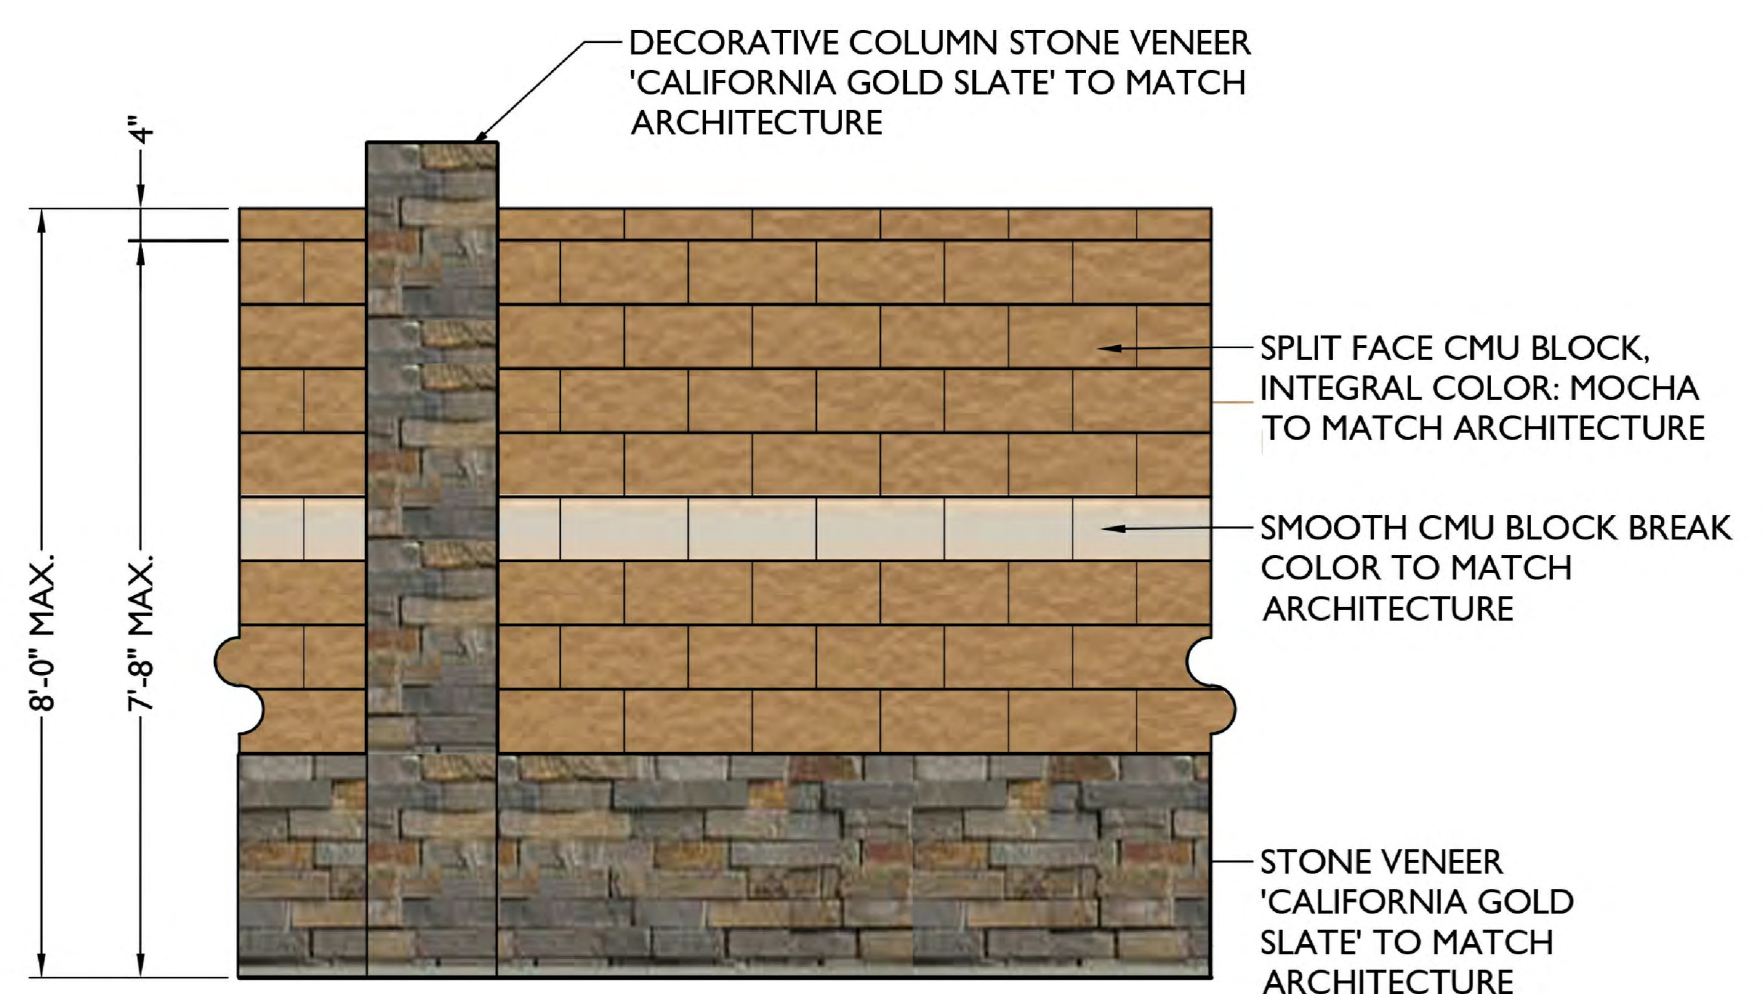 DECORATIVE COLUMN STONE VENEER
'CALIFORNIA GOLD SLATE' TO MATCH
ARCHITECTURE
4"
8'-0" MAX.
7'-8" MAX.
SPLIT FACE CMU BLOCK,
INTEGRAL COLOR: MOCHA
TO MATCH ARCHITECTURE
SMOOTH CMU BLOCK BREAK
COLOR TO MATCH
ARCHITECTURE
STONE VENEER
'CALIFORNIA GOLD
SLATE' TO MATCH
ARCHITECTURE